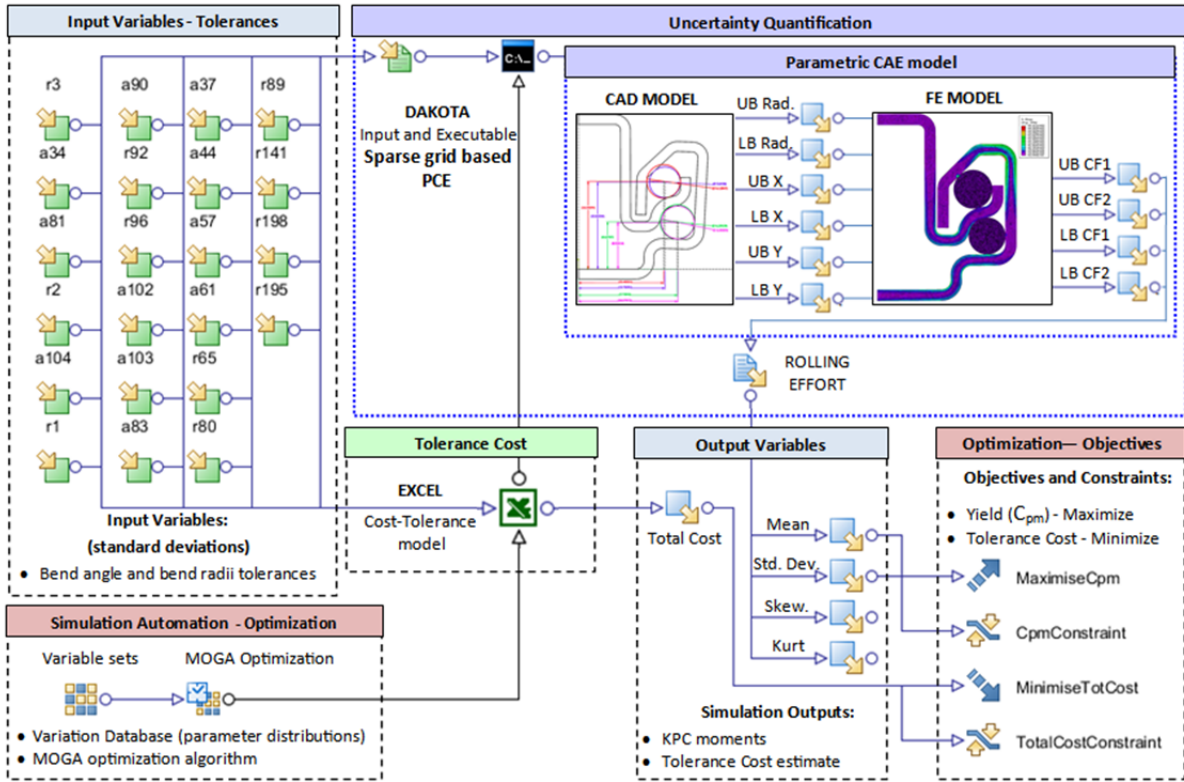 Input Variables - Tolerances
r3 a90 a37 r89
a34 r92 a44 r141
a81 r96 a57 r198
r2 a102 a61 r195
a104 a103 r65
r1 a83 r80
Input Variables:
(standard deviations)
• Bend angle and bend radii tolerances
Uncertainty Quantification
C:\...
DAKOTA
Input and Executable
Sparse grid based
PCE
Parametric CAE model
CAD MODEL
UB Rad.
LB Rad.
UB X
LB X
UB Y
LB Y
FE MODEL
UB CF1
UB CF2
LB CF1
LB CF2
ROLLING
EFFORT
Tolerance Cost
EXCEL
Cost-Tolerance
model
Output Variables
Total Cost
Mean
Std. Dev.
Skew.
Kurt
Simulation Outputs:
• KPC moments
• Tolerance Cost estimate
Optimization— Objectives
Objectives and Constraints:
• Yield (Cpm) - Maximize
• Tolerance Cost - Minimize
MaximiseCpm
CpmConstraint
MinimiseTotCost
TotalCostConstraint
Simulation Automation - Optimization
Variable sets MOGA Optimization
• Variation Database (parameter distributions)
• MOGA optimization algorithm